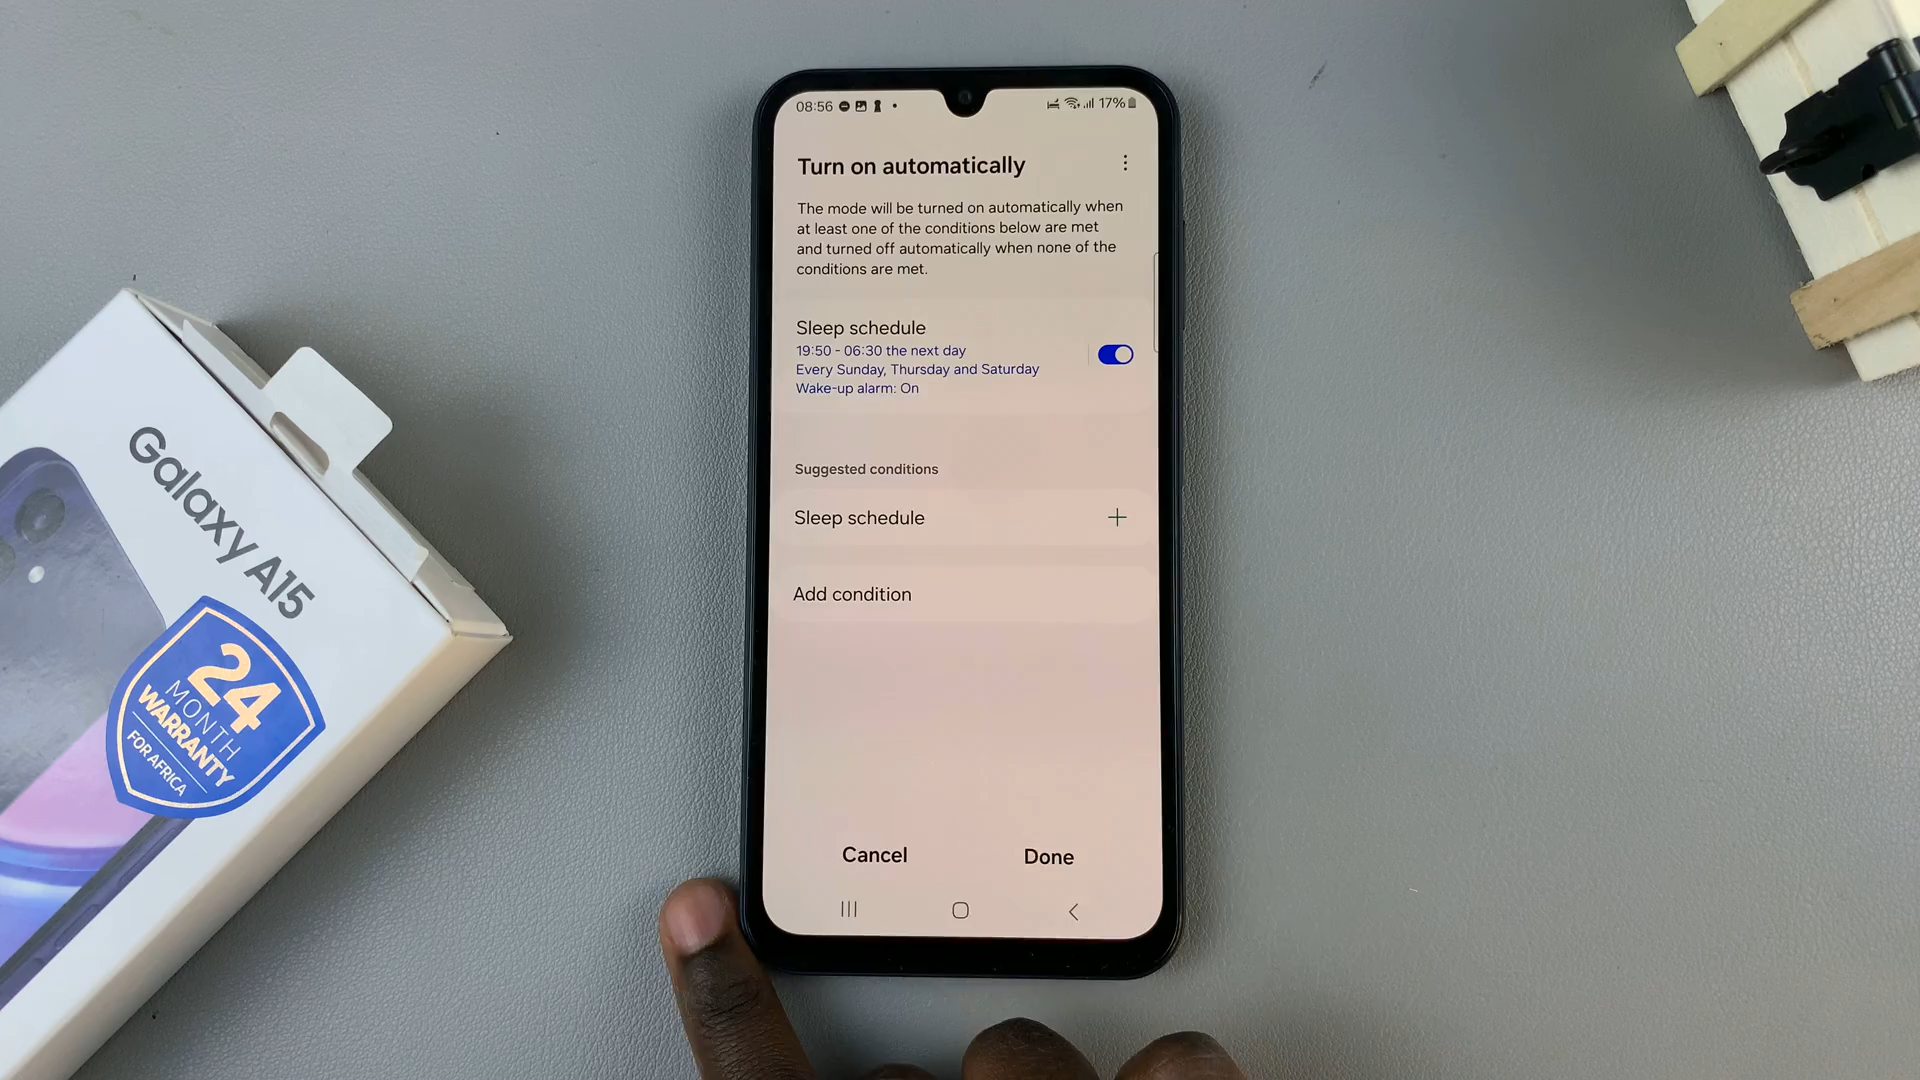 08:56
17%
Turn on automatically
The mode will be turned on automatically when
at least one of the conditions below are met
and turned off automatically when none of the
conditions are met.
Sleep schedule
19:50 - 06:30 the next day
Every Sunday, Thursday and Saturday
Wake-up alarm: On
Suggested conditions
Sleep schedule
Add condition
Cancel
Done
Galaxy A15
24
MONTH
WARRANTY
FOR AFRICA